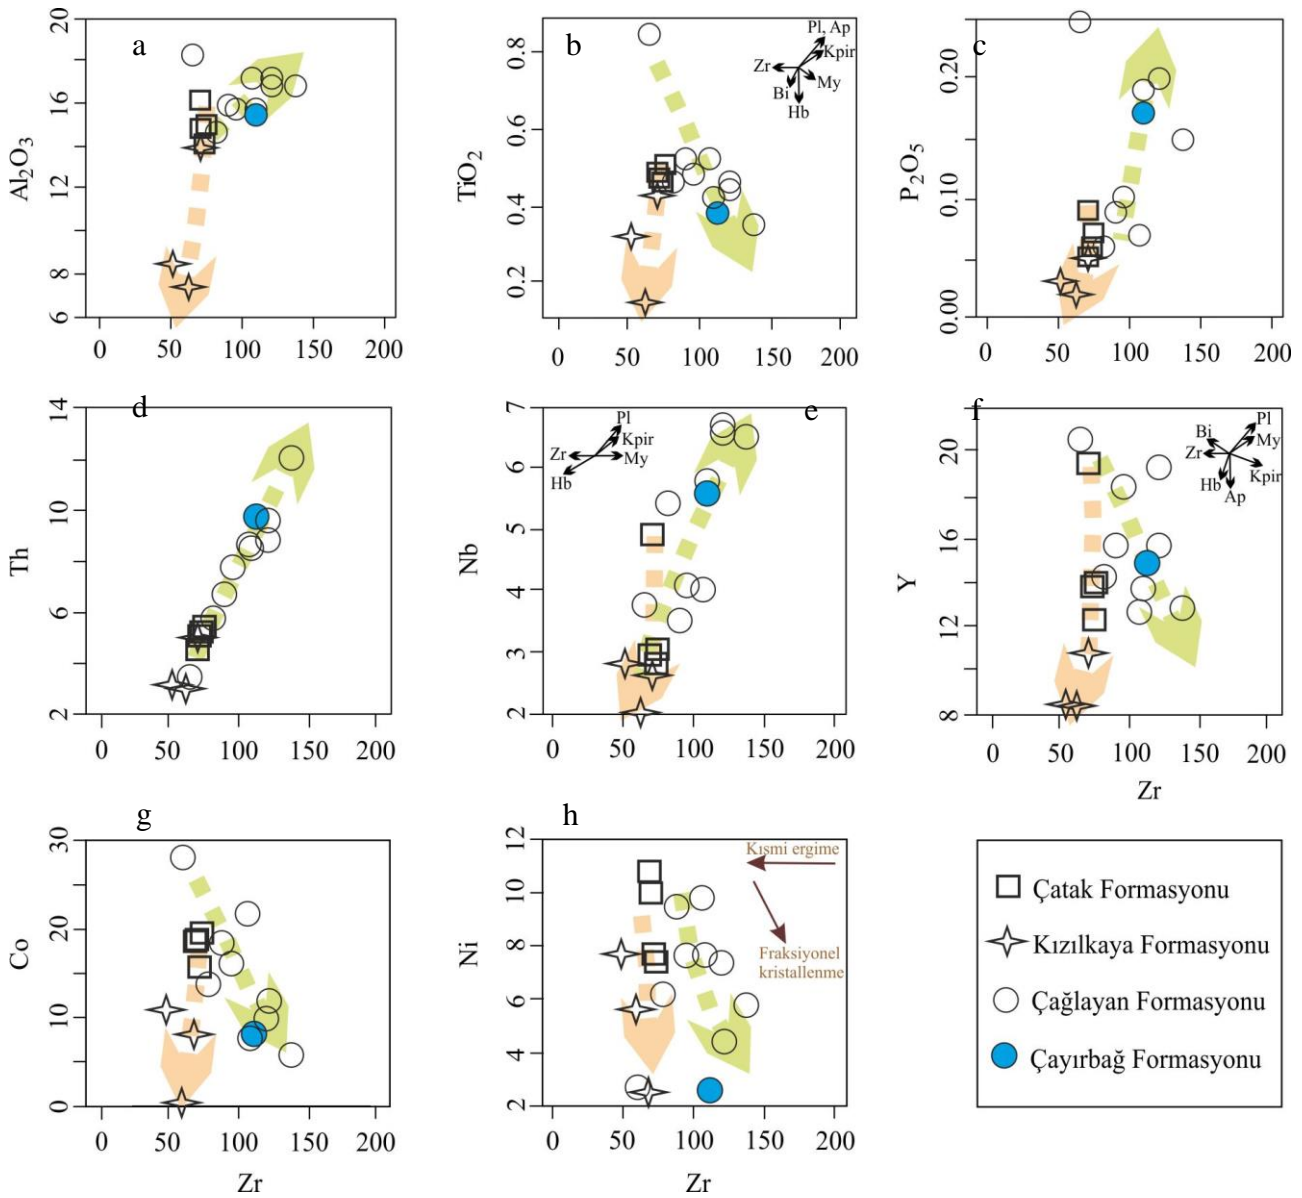 a
20
16
12
8
6
Al2O3
0 50 100 150 200
b
0.8
0.6
0.4
0.2
TiO2
Pl, Ap
Kpir
Zr
My
Bi
Hb
0 50 100 150 200
c
0.20
0.10
0.00
P2O5
0 50 100 150 200
d
14
10
6
2
Th
0 50 100 150 200
e
7
6
5
4
3
2
Nb
Pl
Kpir
Zr
My
Hb
0 50 100 150 200
f
20
16
12
8
Y
Pl
Bi
My
Zr
Kpir
Hb
Ap
0 50 100 150 200
Zr
g
30
20
10
0
Co
0 50 100 150 200
Zr
h
12
10
8
6
4
2
Ni
Kısmi ergime
Fraksiyonel
kristallenme
0 50 100 150 200
Zr
Çatak Formasyonu
Kızılkaya Formasyonu
Çağlayan Formasyonu
Çayırbağ Formasyonu